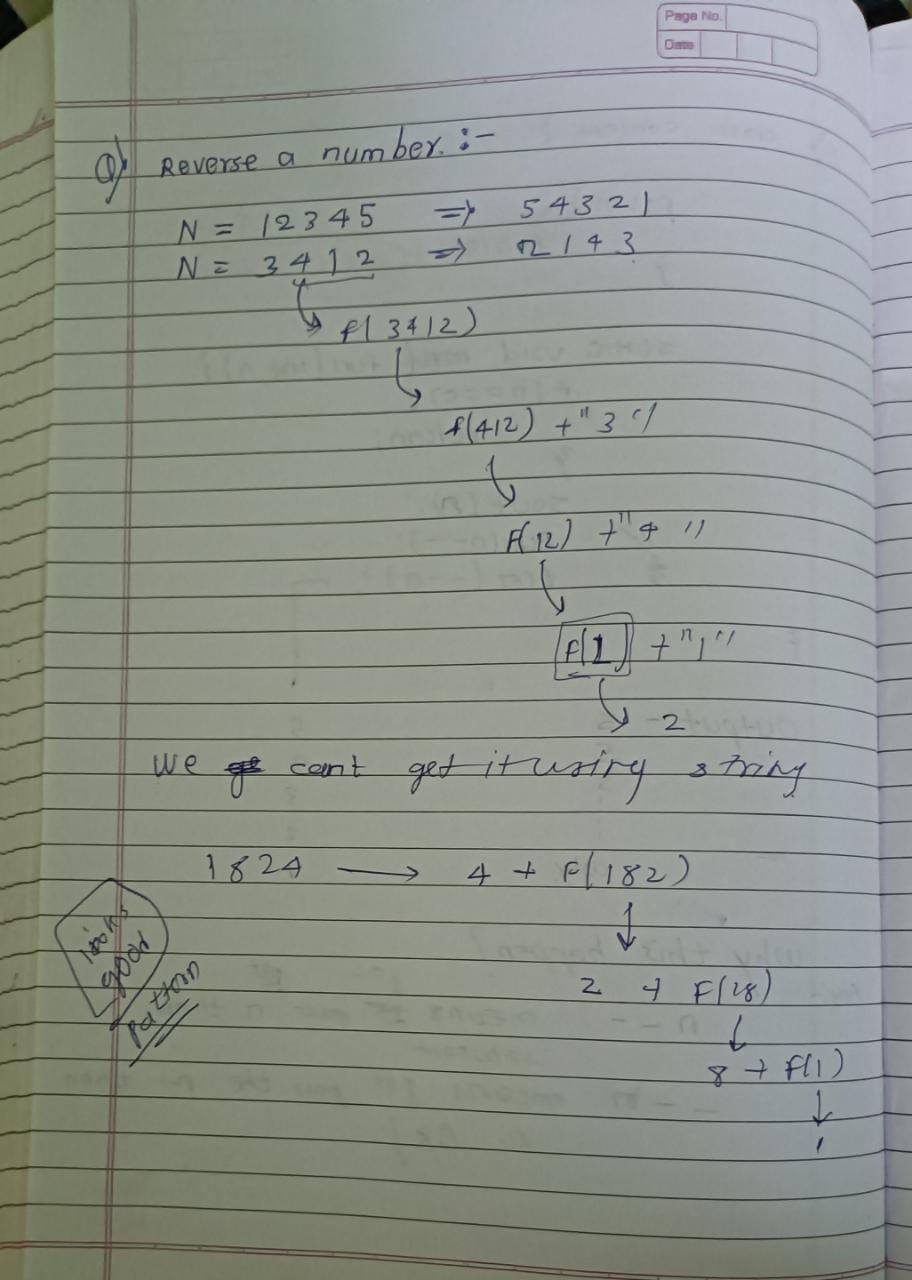 Page No.
Date
Q) Reverse a number :-
N = 12345 => 54321
N = 3412 => 2143
f(3412)
f(412) + "3"
F(12) + "4"
F(1) + "1"
2
We can't get it using string
1824 → 4 + F(182)
2 + F(18)
8 + F(1)
1
looks
good
pattern